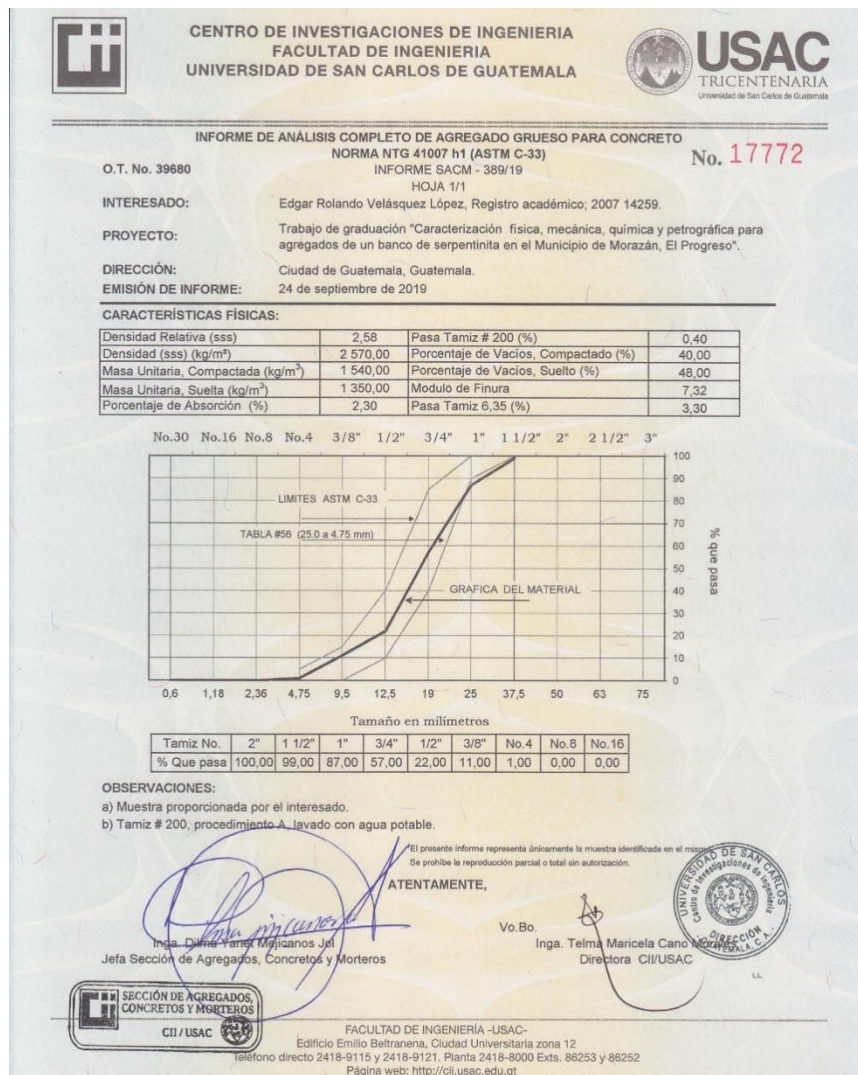 CENTRO DE INVESTIGACIONES DE INGENIERIA
FACULTAD DE INGENIERIA
UNIVERSIDAD DE SAN CARLOS DE GUATEMALA
Cii
USAC
TRICENTENARIA
Universidad de San Carlos de Guatemala
INFORME DE ANÁLISIS COMPLETO DE AGREGADO GRUESO PARA CONCRETO
NORMA NTG 41007 h1 (ASTM C-33)
No. 17772
O.T. No. 39680
INFORME SACM - 389/19
HOJA 1/1
INTERESADO: Edgar Rolando Velásquez López, Registro académico; 2007 14259.
PROYECTO: Trabajo de graduación "Caracterización física, mecánica, química y petrográfica para
agregados de un banco de serpentinita en el Municipio de Morazán, El Progreso".
DIRECCIÓN: Ciudad de Guatemala, Guatemala.
EMISIÓN DE INFORME: 24 de septiembre de 2019
CARACTERÍSTICAS FÍSICAS:
Densidad Relativa (sss) 2,58 Pasa Tamiz # 200 (%) 0,40
Densidad (sss) (kg/m³) 2 570,00 Porcentaje de Vacíos, Compactado (%) 40,00
Masa Unitaria, Compactada (kg/m³) 1 540,00 Porcentaje de Vacíos, Suelto (%) 48,00
Masa Unitaria, Suelta (kg/m³) 1 350,00 Modulo de Finura 7,32
Porcentaje de Absorción (%) 2,30 Pasa Tamiz 6,35 (%) 3,30
No.30 No.16 No.8 No.4 3/8" 1/2" 3/4" 1" 1 1/2" 2" 2 1/2" 3"
100
90
80
70
60
50
40
30
20
10
0
% que pasa
LIMITES ASTM C-33
TABLA #56 (25.0 a 4.75 mm)
GRAFICA DEL MATERIAL
0,6 1,18 2,36 4,75 9,5 12,5 19 25 37,5 50 63 75
Tamaño en milímetros
Tamiz No. 2" 1 1/2" 1" 3/4" 1/2" 3/8" No.4 No.8 No.16
% Que pasa 100,00 99,00 87,00 57,00 22,00 11,00 1,00 0,00 0,00
OBSERVACIONES:
a) Muestra proporcionada por el interesado.
b) Tamiz # 200, procedimiento A, lavado con agua potable.
El presente informe representa únicamente la muestra identificada en el mismo
Se prohíbe la reproducción parcial o total sin autorización.
ATENTAMENTE,
Vo.Bo.
Inga. Dilma Yanet Mejicanos Jol
Jefa Sección de Agregados, Concretos y Morteros
Inga. Telma Maricela Cano Morales
Directora CII/USAC
UNIVERSIDAD DE SAN CARLOS
Centro de Investigaciones de Ingeniería
DIRECCIÓN
GUATEMALA, C. A.
LL
SECCIÓN DE AGREGADOS,
CONCRETOS Y MORTEROS
CII / USAC
FACULTAD DE INGENIERÍA -USAC-
Edificio Emilio Beltranena, Ciudad Universitaria zona 12
Teléfono directo 2418-9115 y 2418-9121. Planta 2418-8000 Exts. 86253 y 86252
Página web: http://cii.usac.edu.gt